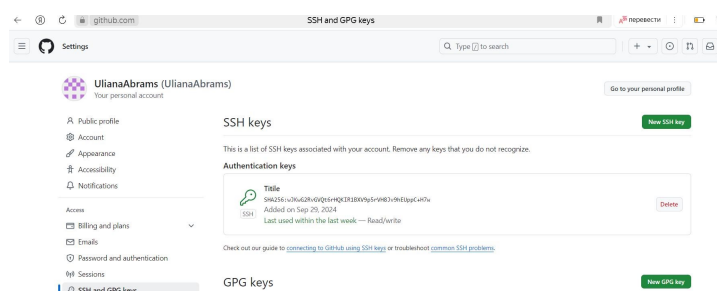 github.com SSH and GPG keys перевести
Settings Type / to search
UlianaAbrams (UlianaAbrams)
Your personal account
Go to your personal profile
Public profile
Account
Appearance
Accessibility
Notifications
Access
Billing and plans
Emails
Password and authentication
Sessions
SSH and GPG keys
SSH keys
New SSH key
This is a list of SSH keys associated with your account. Remove any keys that you do not recognize.
Authentication keys
Titile
Added on Sep 29, 2024
SSH
Last used within the last week — Read/write
Delete
Check out our guide to connecting to GitHub using SSH keys or troubleshoot common SSH problems.
GPG keys
New GPG key